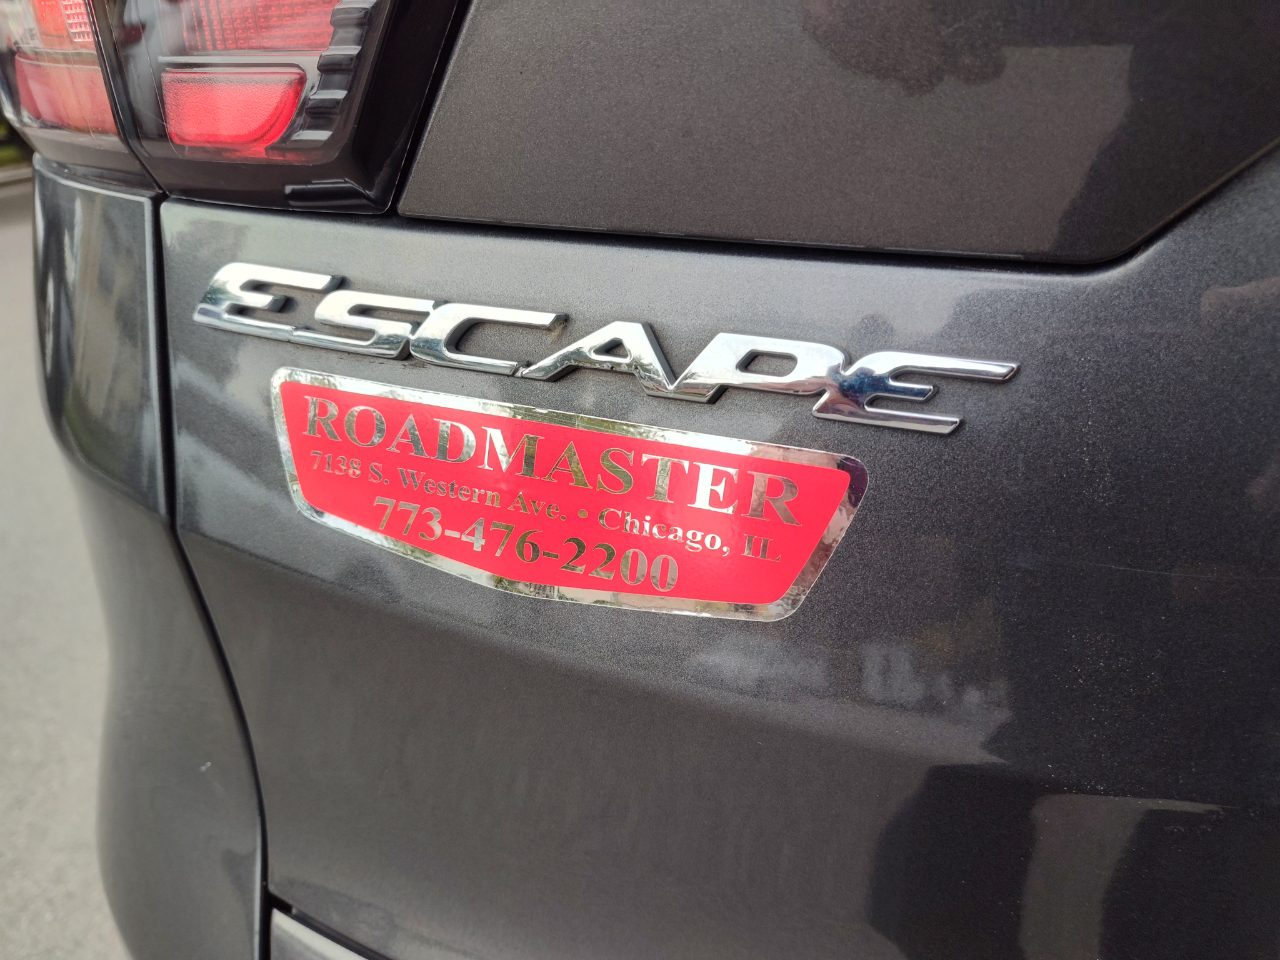 ESCAPE
ROADMASTER
7138 S. Western Ave. • Chicago, IL
773-476-2200